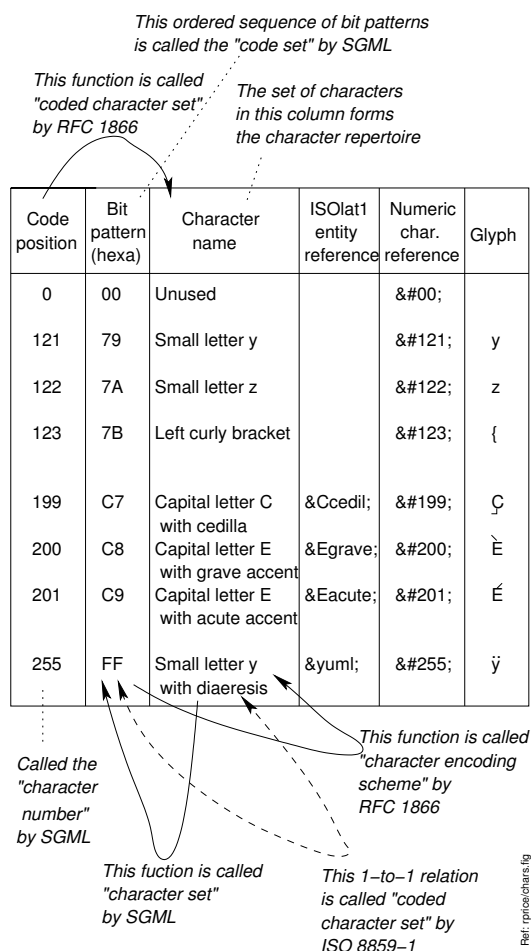 This ordered sequence of bit patterns
is called the "code set" by SGML
This function is called
"coded character set"
by RFC 1866
The set of characters
in this column forms
the character repertoire
Code position	Bit pattern (hexa)	Character name	ISOlat1 entity reference	Numeric char. reference	Glyph
0	00	Unused		&#00;
121	79	Small letter y		&#121;	y
122	7A	Small letter z		&#122;	z
123	7B	Left curly bracket		&#123;	{
199	C7	Capital letter C with cedilla	&Ccedil;	&#199;	Ç
200	C8	Capital letter E with grave accent	&Egrave;	&#200;	È
201	C9	Capital letter E with acute accent	&Eacute;	&#201;	É
255	FF	Small letter y with diaeresis	&yuml;	&#255;	ÿ
Called the
"character
number"
by SGML
This function is called
"character encoding
scheme" by
RFC 1866
This fuction is called
"character set"
by SGML
This 1−to−1 relation
is called "coded
character set" by
ISO 8859−1
Ref: rprice/chars.fig